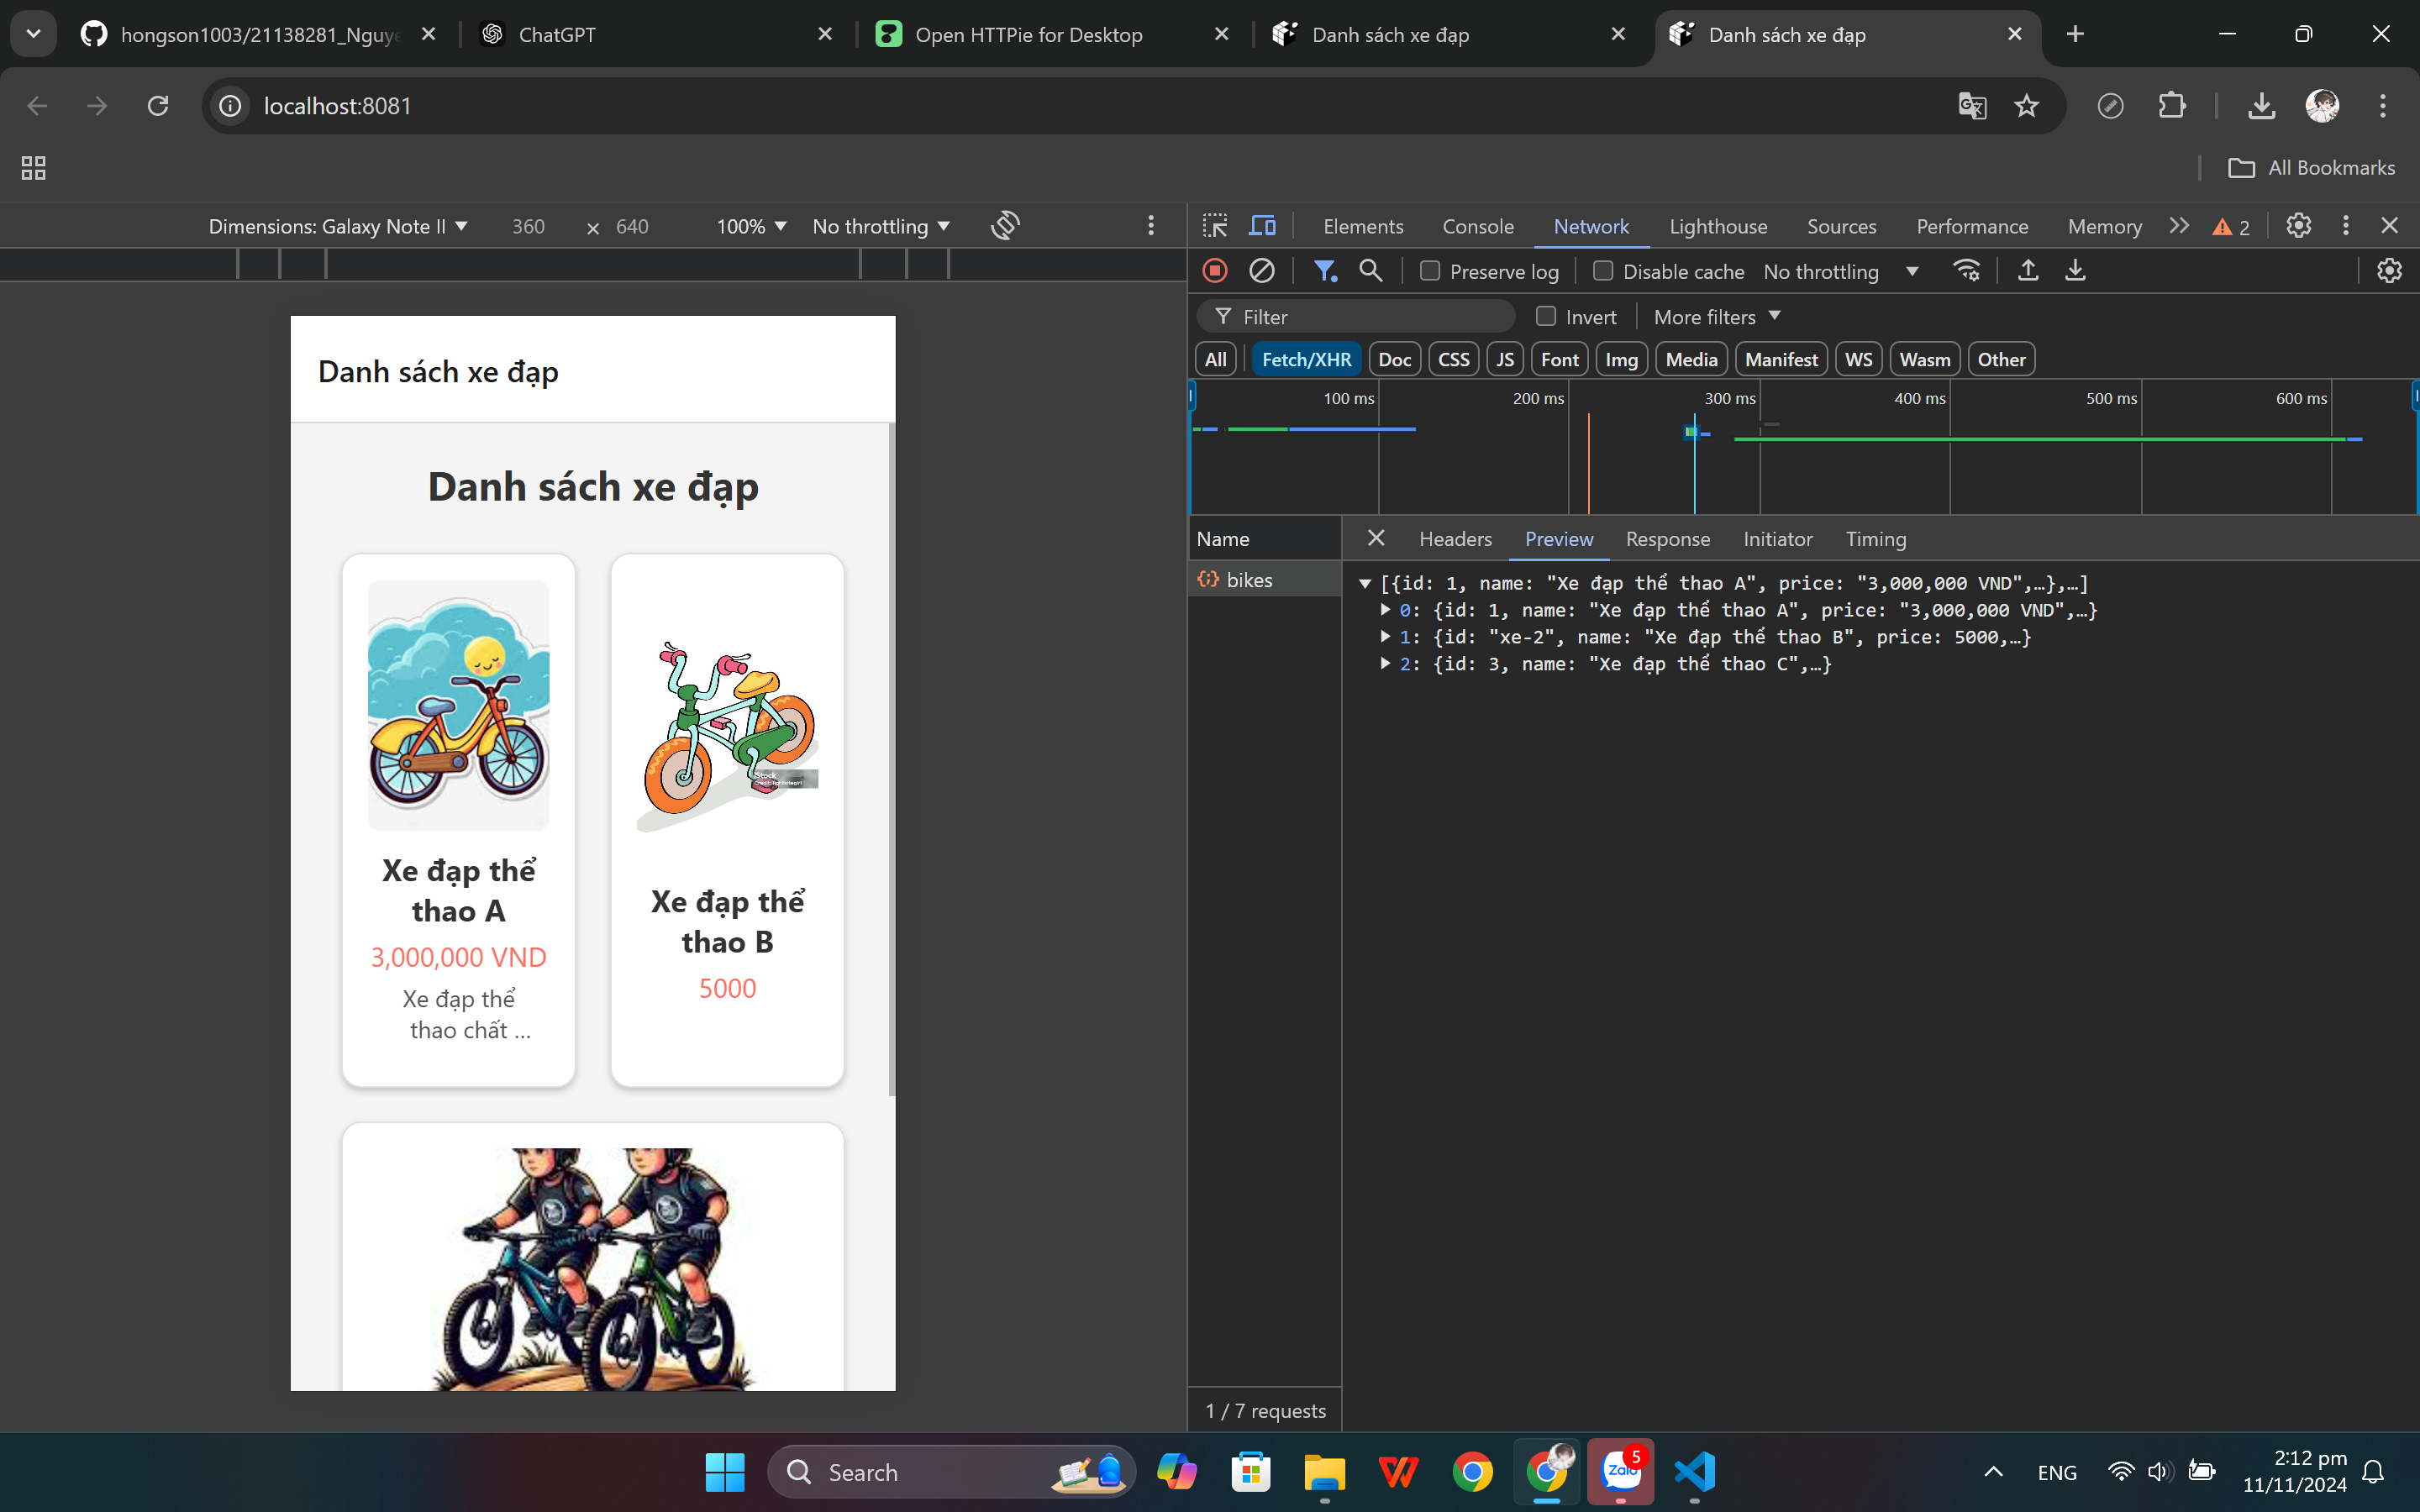 hongson1003/21138281_Nguye
ChatGPT
Open HTTPie for Desktop
Danh sách xe đạp
Danh sách xe đạp
localhost:8081
All Bookmarks
Dimensions: Galaxy Note II
360 × 640
100%
No throttling
Elements
Console
Network
Lighthouse
Sources
Performance
Memory
2
Preserve log
Disable cache
No throttling
Filter
Invert
More filters
All
Fetch/XHR
Doc
CSS
JS
Font
Img
Media
Manifest
WS
Wasm
Other
100 ms
200 ms
300 ms
400 ms
500 ms
600 ms
Name
Headers
Preview
Response
Initiator
Timing
bikes
[{id: 1, name: "Xe đạp thể thao A", price: "3,000,000 VND",…},…]
0: {id: 1, name: "Xe đạp thể thao A", price: "3,000,000 VND",…}
1: {id: "xe-2", name: "Xe đạp thể thao B", price: 5000,…}
2: {id: 3, name: "Xe đạp thể thao C",…}
1 / 7 requests
Danh sách xe đạp
Danh sách xe đạp
Xe đạp thể
thao A
3,000,000 VND
Xe đạp thể
thao chất ...
iStock
Xe đạp thể
thao B
5000
Search
Zalo
5
ENG
2:12 pm
11/11/2024